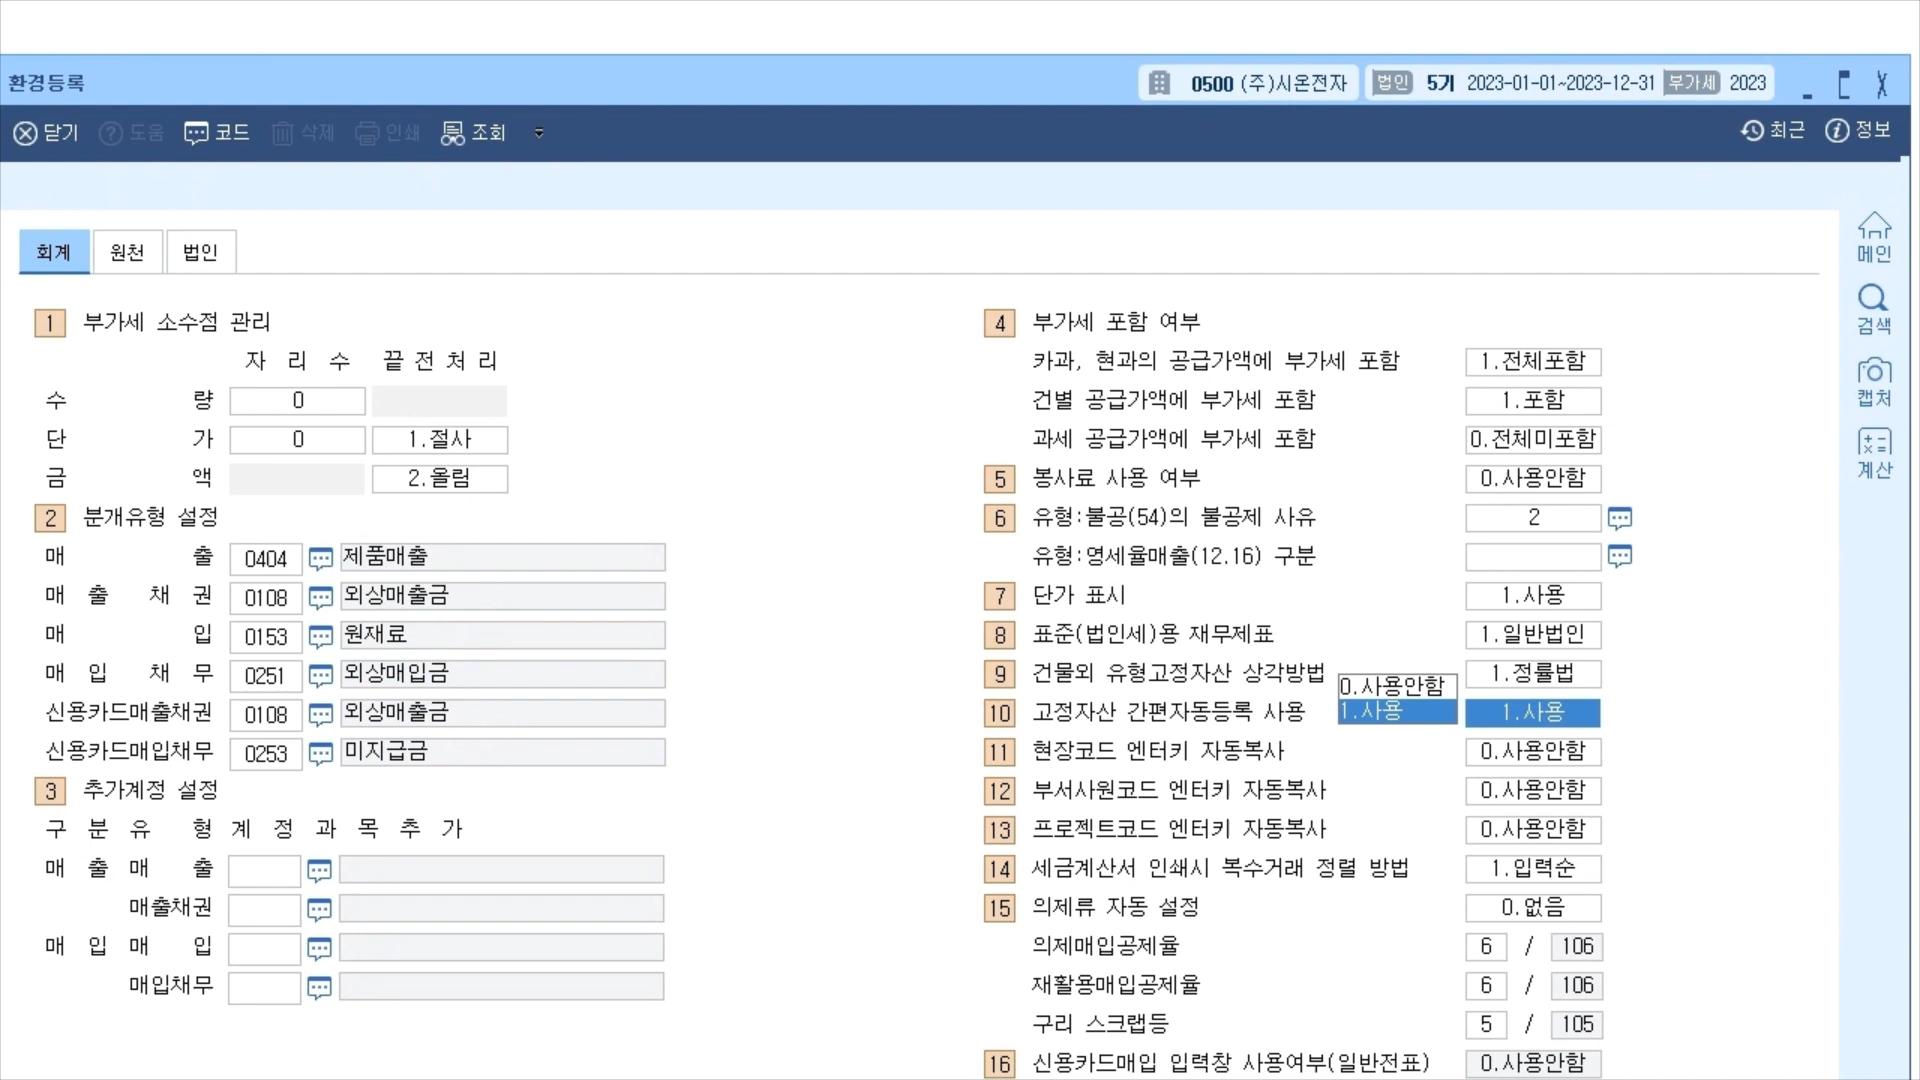 환경등록
0500 (주)시온전자 법인 5기 2023-01-01~2023-12-31 부가세 2023
닫기 도움 코드 삭제 인쇄 조회 최근 정보
회계 원천 법인
메인
검색
캡처
계산
1 부가세 소수점 관리
자 리 수 끝 전 처 리
수 량 0
단 가 0 1.절사
금 액 2.올림
2 분개유형 설정
매 출 0404 제품매출
매 출 채 권 0108 외상매출금
매 입 0153 원재료
매 입 채 무 0251 외상매입금
신용카드매출채권 0108 외상매출금
신용카드매입채무 0253 미지급금
3 추가계정 설정
구 분 유 형 계 정 과 목 추 가
매 출 매 출
매출채권
매 입 매 입
매입채무
4 부가세 포함 여부
카과, 현과의 공급가액에 부가세 포함 1.전체포함
건별 공급가액에 부가세 포함 1.포함
과세 공급가액에 부가세 포함 0.전체미포함
5 봉사료 사용 여부 0.사용안함
6 유형:불공(54)의 불공제 사유 2
유형:영세율매출(12.16) 구분
7 단가 표시 1.사용
8 표준(법인세)용 재무제표 1.일반법인
9 건물외 유형고정자산 상각방법 1.정률법
0.사용안함
10 고정자산 간편자동등록 사용 1.사용 1.사용
11 현장코드 엔터키 자동복사 0.사용안함
12 부서사원코드 엔터키 자동복사 0.사용안함
13 프로젝트코드 엔터키 자동복사 0.사용안함
14 세금계산서 인쇄시 복수거래 정렬 방법 1.입력순
15 의제류 자동 설정 0.없음
의제매입공제율 6 / 106
재활용매입공제율 6 / 106
구리 스크랩등 5 / 105
16 신용카드매입 입력창 사용여부(일반전표) 0.사용안함